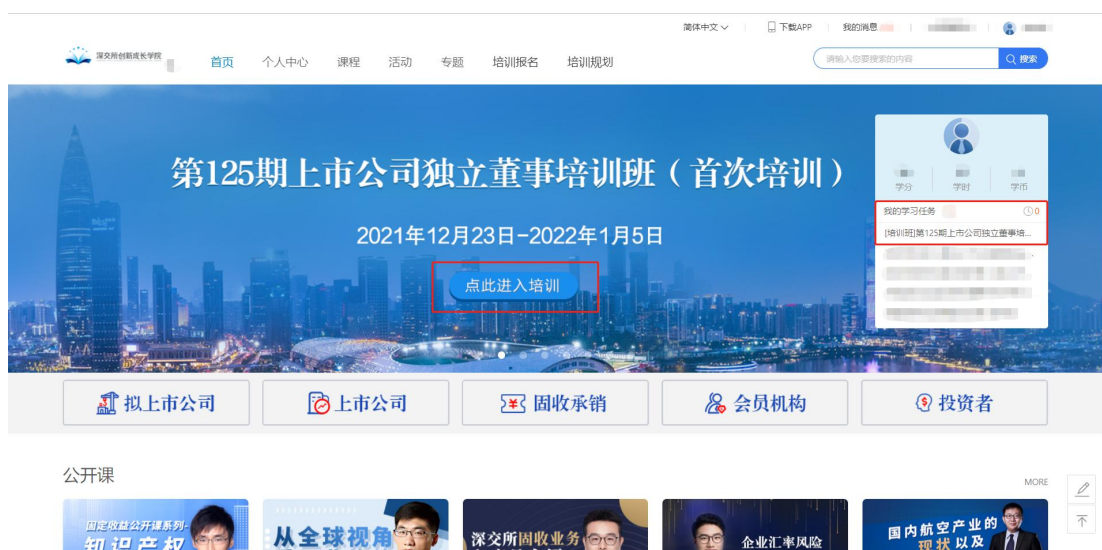 简体中文
下载APP
我的消息
深交所创新成长学院
首页 个人中心 课程 活动 专题 培训报名 培训规划
请输入您要搜索的内容
搜索
第125期上市公司独立董事培训班（首次培训）
2021年12月23日-2022年1月5日
点此进入培训
学分 学时 学币
我的学习任务 0
[培训班]第125期上市公司独立董事培...
拟上市公司
上市公司
固收承销
会员机构
投资者
公开课
MORE
固定收益公开课系列-
知识产权
从全球视角
深交所固收业务
企业汇率风险
国内航空产业的
现状以及